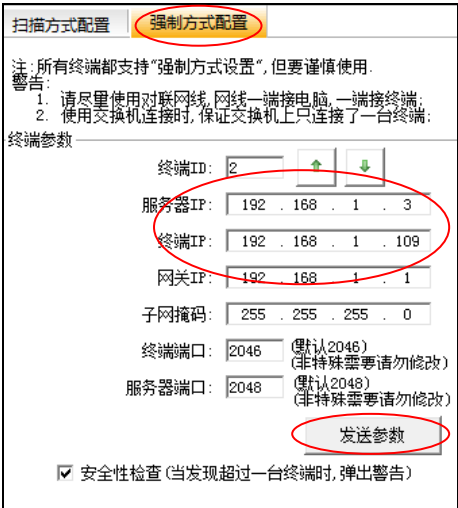 扫描方式配置 强制方式配置
注:所有终端都支持“强制方式设置”,但要谨慎使用.
警告:
1. 请尽量使用对联网线,网线一端接电脑,一端接终端;
2. 使用交换机连接时,保证交换机上只连接了一台终端;
终端参数
终端ID: 2
服务器IP: 192 . 168 . 1 . 3
终端IP: 192 . 168 . 1 . 109
网关IP: 192 . 168 . 1 . 1
子网掩码: 255 . 255 . 255 . 0
终端端口: 2046 (默认2046)
(非特殊需要请勿修改)
服务器端口: 2048 (默认2048)
(非特殊需要请勿修改)
发送参数
安全性检查(当发现超过一台终端时,弹出警告)